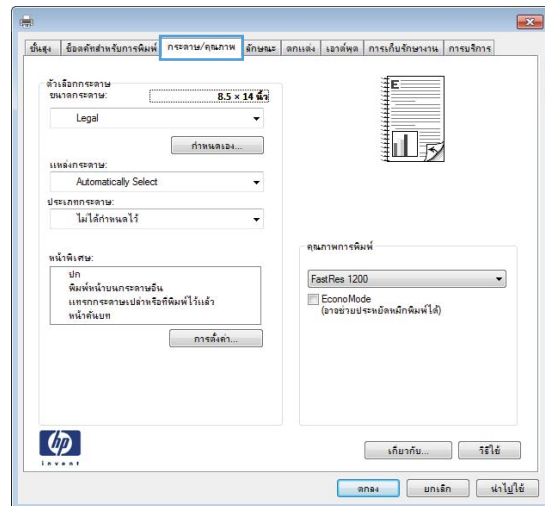 ขั้นสูง ช็อตคัทสำหรับการพิมพ์ กระดาษ/คุณภาพ ลักษณะ ตกแต่ง เอาต์พุต การเก็บรักษางาน การบริการ
ตัวเลือกกระดาษ
ขนาดกระดาษ: 8.5 × 14 นิ้ว
Legal
กำหนดเอง...
แหล่งกระดาษ:
Automatically Select
ประเภทกระดาษ:
ไม่ได้กำหนดไว้
หน้าพิเศษ:
ปก
พิมพ์หน้าบนกระดาษอื่น
แทรกกระดาษเปล่าหรือที่พิมพ์ไว้แล้ว
หน้าคั่นบท
การตั้งค่า...
E
คุณภาพการพิมพ์
FastRes 1200
EconoMode
(อาจช่วยประหยัดหมึกพิมพ์ได้)
hp
invent
เกี่ยวกับ... วิธีใช้
ตกลง ยกเลิก นำไปใช้